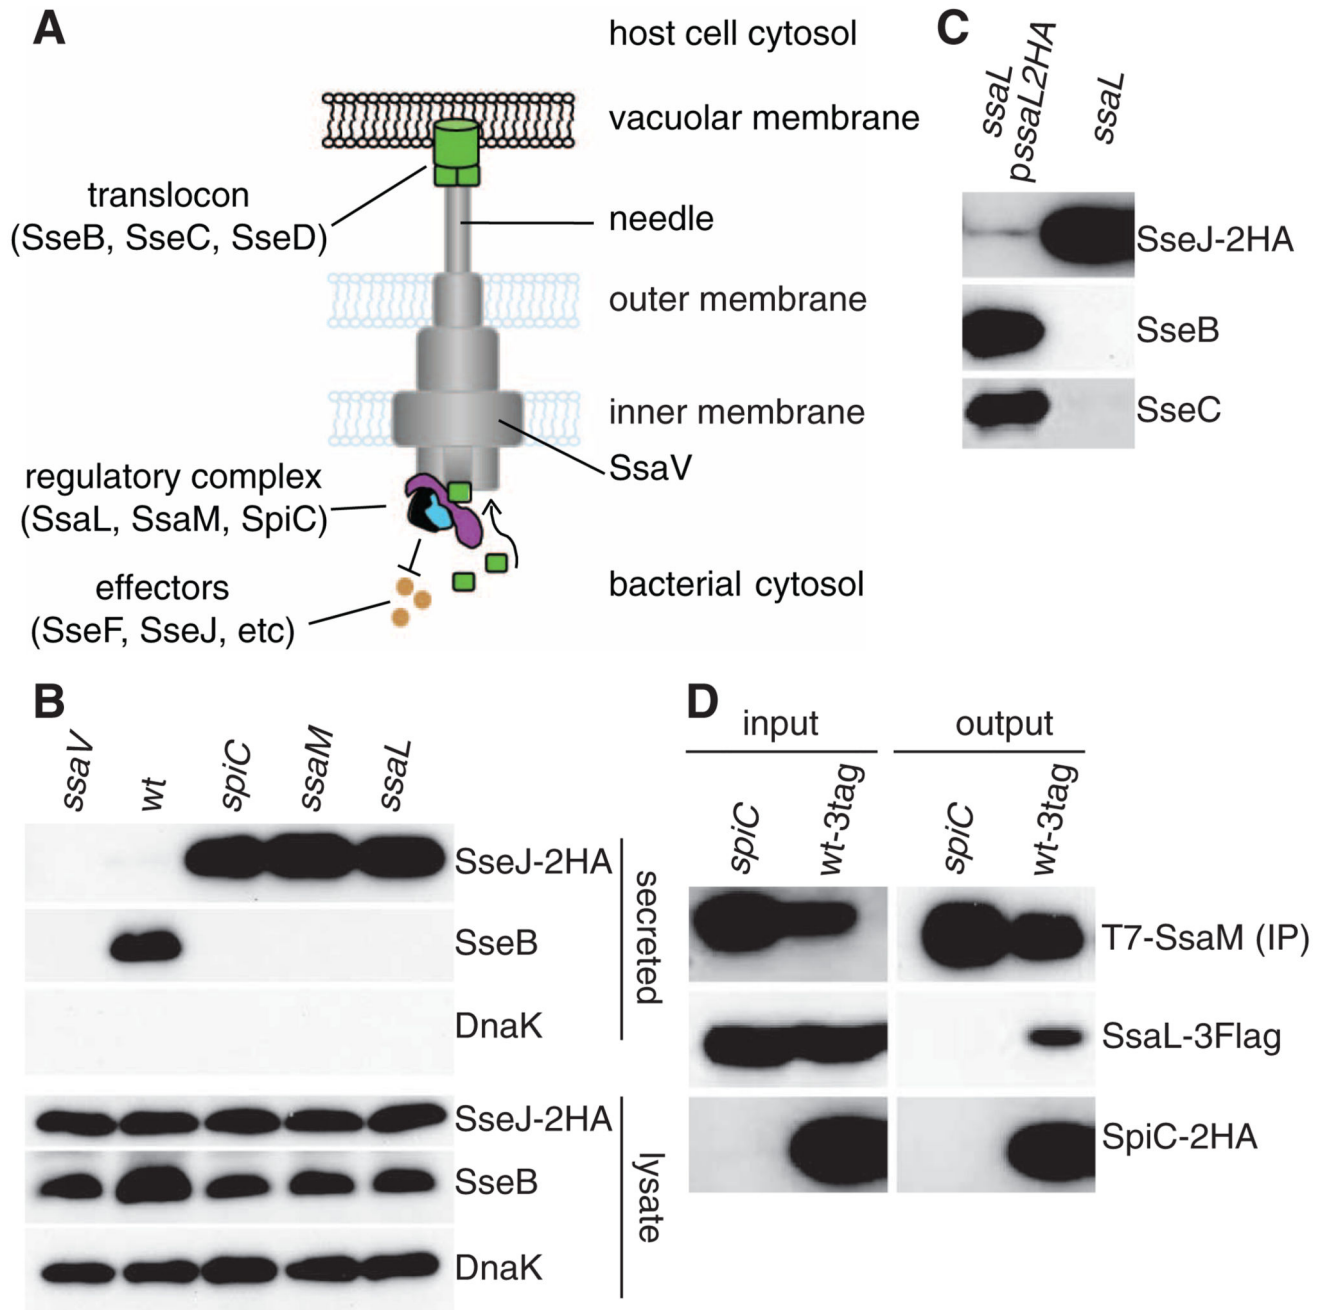 A
host cell cytosol
vacuolar membrane
translocon
(SseB, SseC, SseD)
needle
outer membrane
inner membrane
SsaV
regulatory complex
(SsaL, SsaM, SpiC)
effectors
(SseF, SseJ, etc)
bacterial cytosol
C
ssaL
pssaL2HA
ssaL
SseJ-2HA
SseB
SseC
B
ssaV
wt
spiC
ssaM
ssaL
SseJ-2HA
SseB
DnaK
secreted
SseJ-2HA
SseB
DnaK
lysate
D
input
output
spiC
wt-3tag
spiC
wt-3tag
T7-SsaM (IP)
SsaL-3Flag
SpiC-2HA